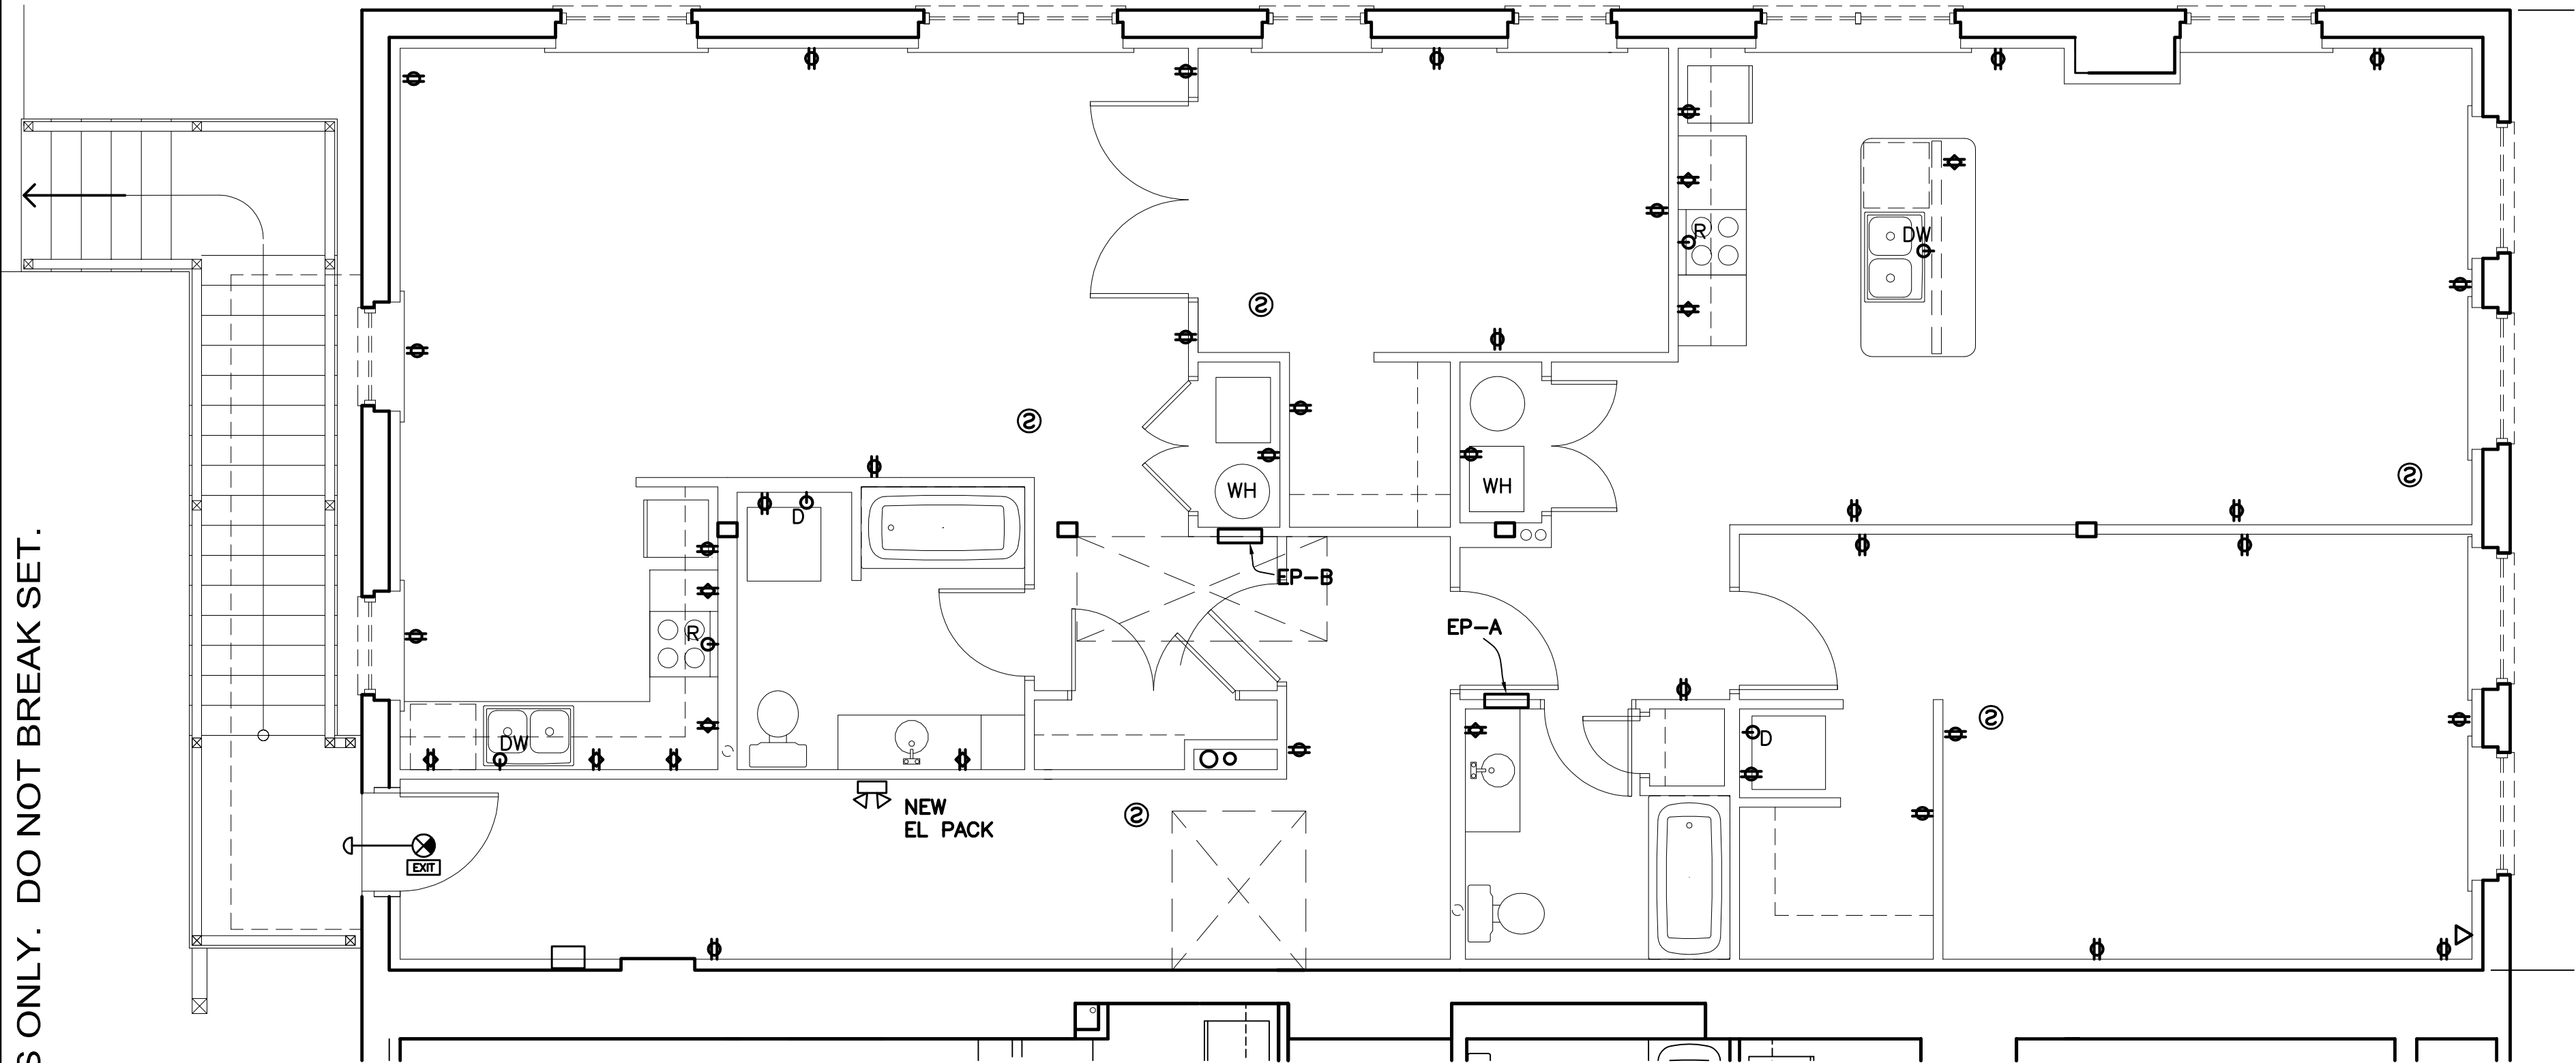 R
DW
S
S
S
WH
WH
D
EP-B
EP-A
R
DW
S
D
NEW
EL PACK
S
EXIT
S ONLY. DO NOT BREAK SET.